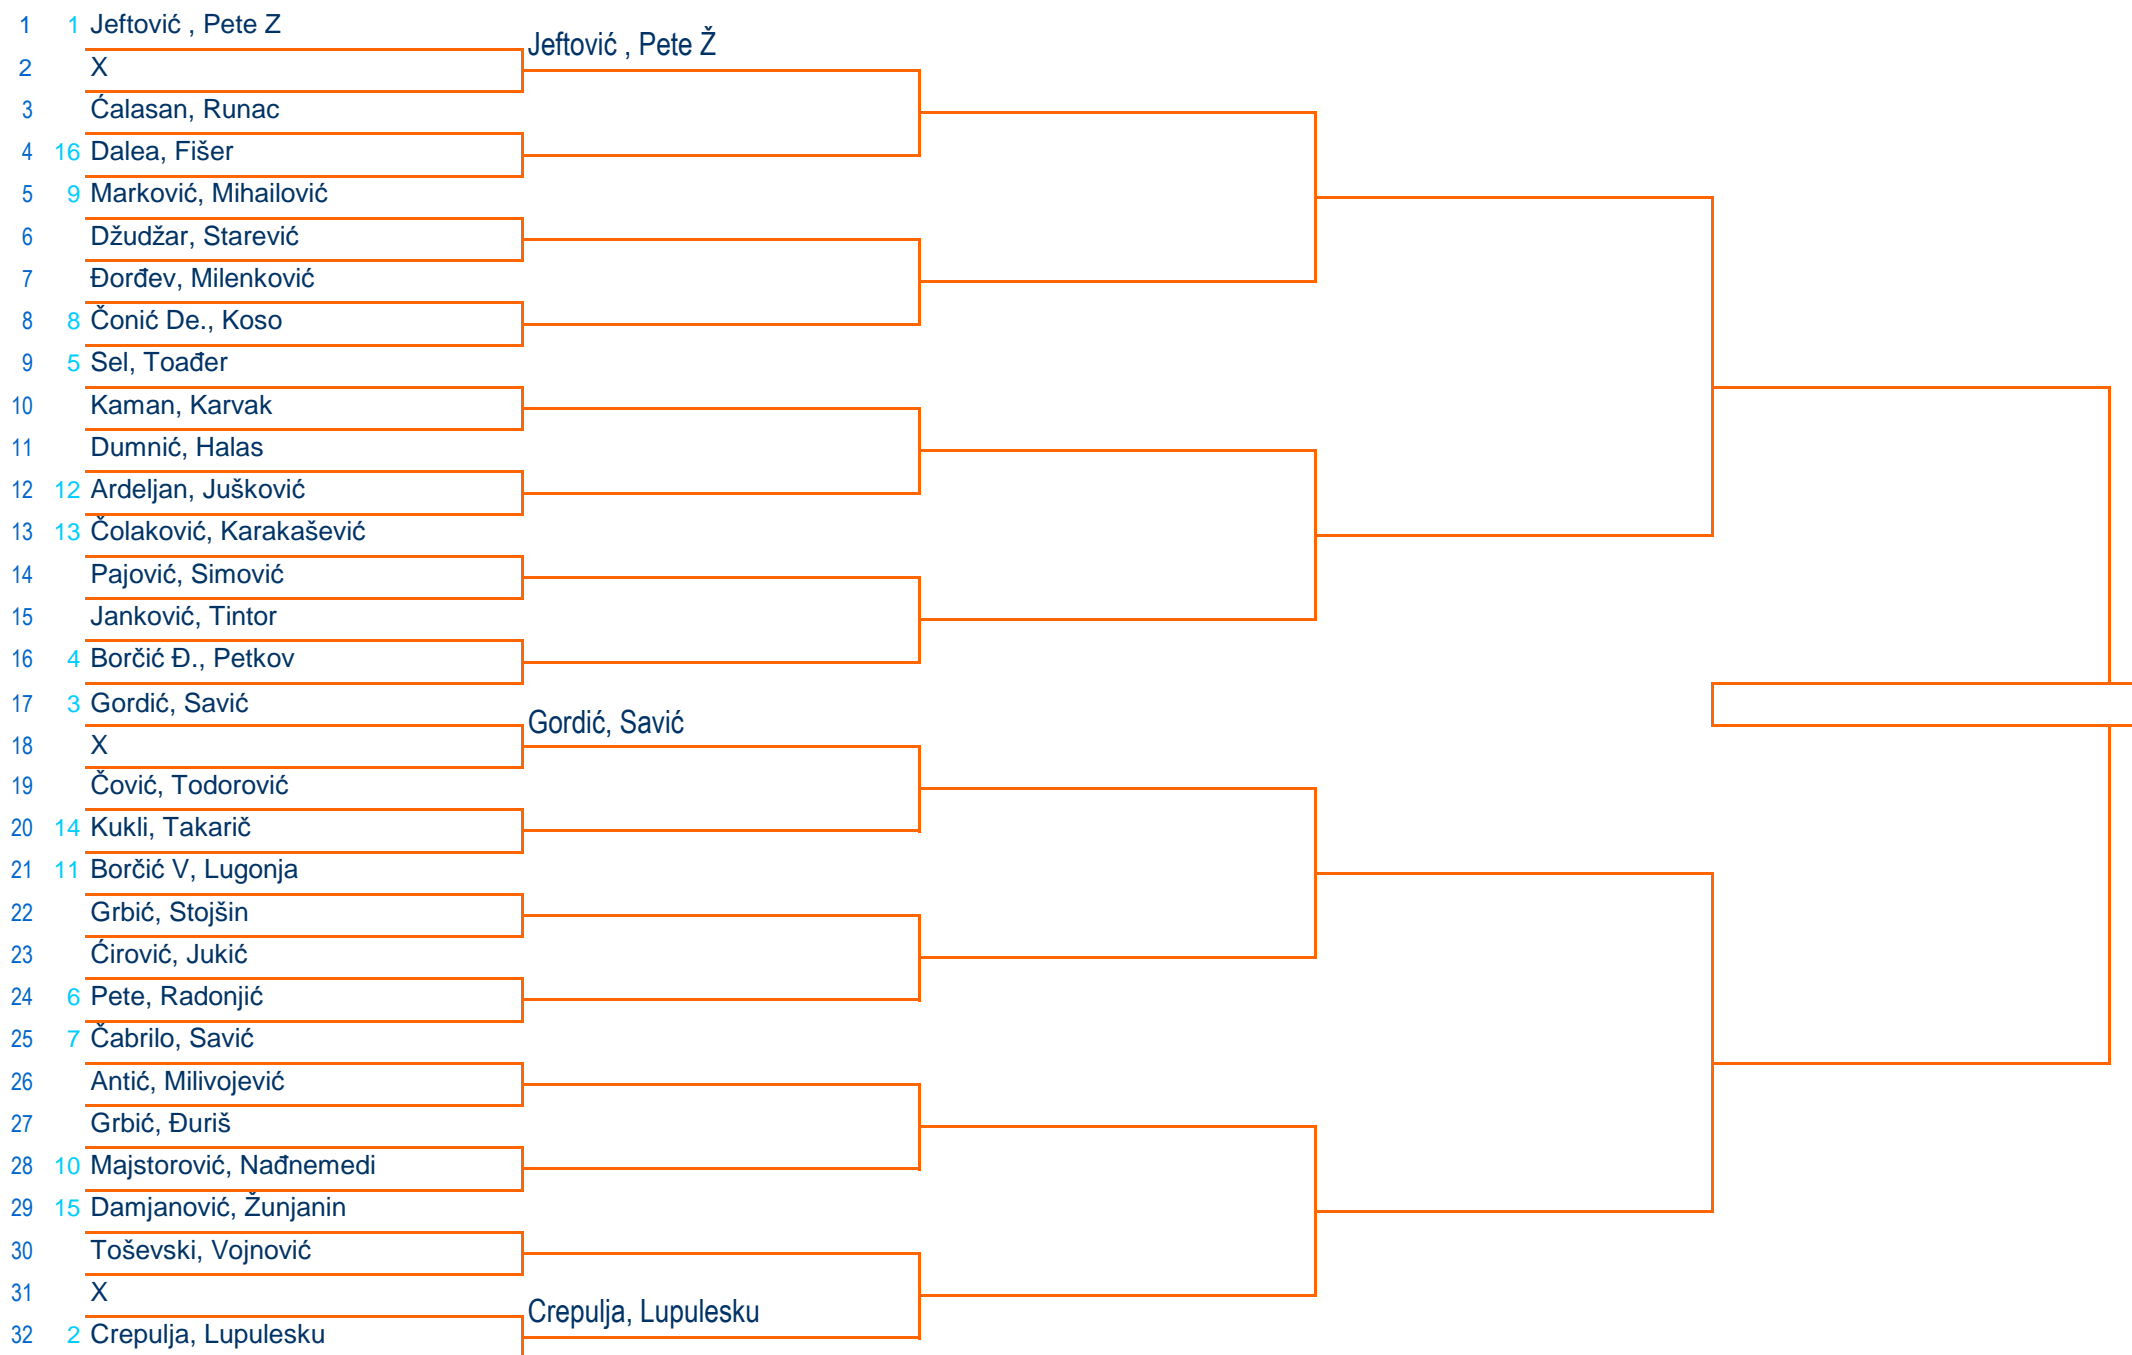 1 1 Jeftović , Pete Z
Jeftović , Pete Ž
2 X
3 Ćalasan, Runac
4 16 Dalea, Fišer
5 9 Marković, Mihailović
6 Džudžar, Starević
7 Đorđev, Milenković
8 8 Čonić De., Koso
9 5 Sel, Toađer
10 Kaman, Karvak
11 Dumnić, Halas
12 12 Ardeljan, Jušković
13 13 Čolaković, Karakašević
14 Pajović, Simović
15 Janković, Tintor
16 4 Borčić Đ., Petkov
17 3 Gordić, Savić
Gordić, Savić
18 X
19 Čović, Todorović
20 14 Kukli, Takarič
21 11 Borčić V, Lugonja
22 Grbić, Stojšin
23 Ćirović, Jukić
24 6 Pete, Radonjić
25 7 Čabrilo, Savić
26 Antić, Milivojević
27 Grbić, Đuriš
28 10 Majstorović, Nađnemedi
29 15 Damjanović, Žunjanin
30 Toševski, Vojnović
31 X
Crepulja, Lupulesku
32 2 Crepulja, Lupulesku